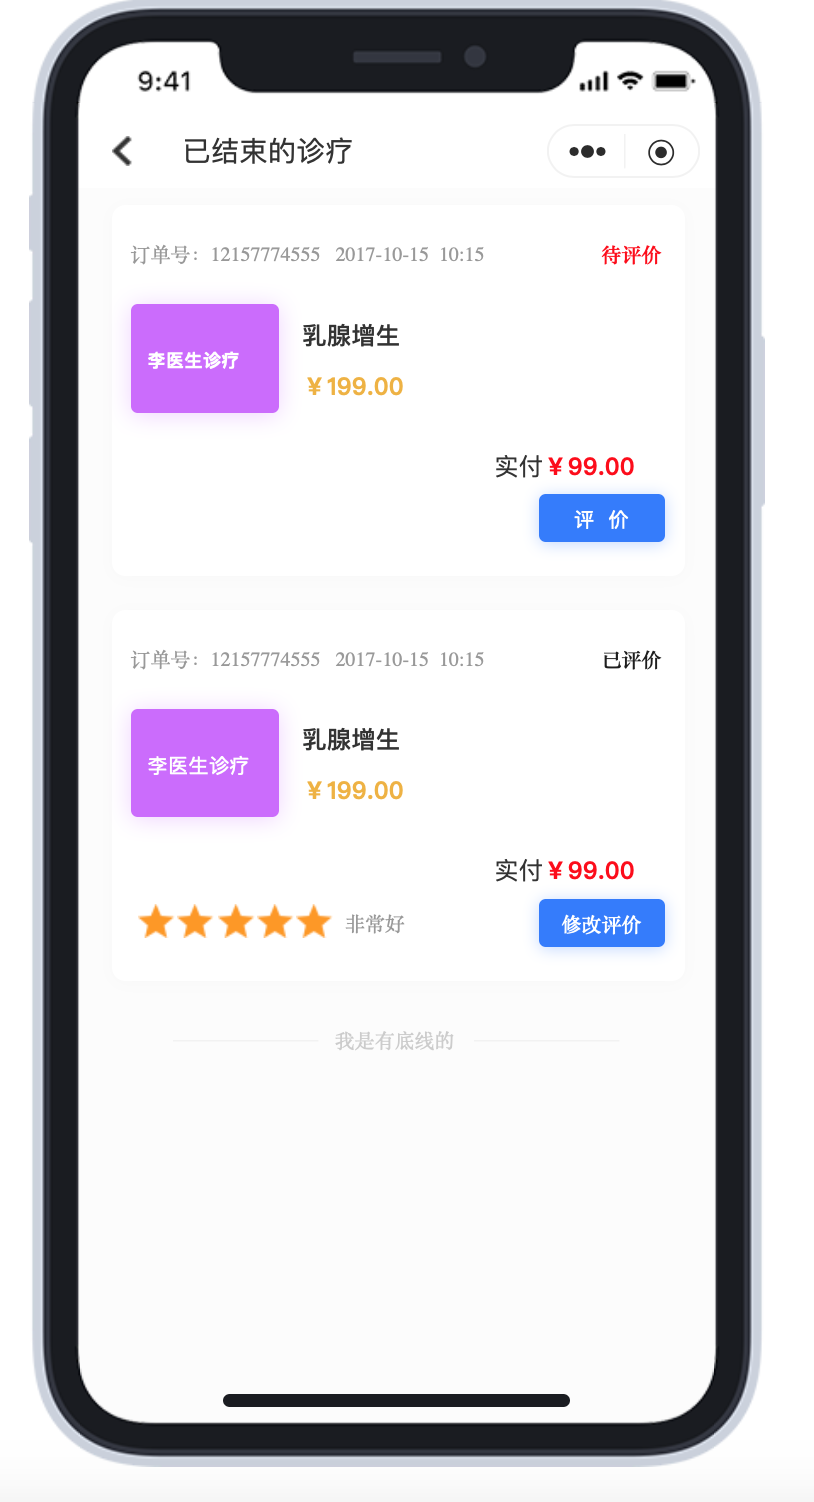 9:41
已结束的诊疗
订单号：12157774555 2017-10-15 10:15 待评价
李医生诊疗
乳腺增生
¥ 199.00
实付 ¥ 99.00
评 价
订单号：12157774555 2017-10-15 10:15 已评价
李医生诊疗
乳腺增生
¥ 199.00
实付 ¥ 99.00
非常好
修改评价
我是有底线的